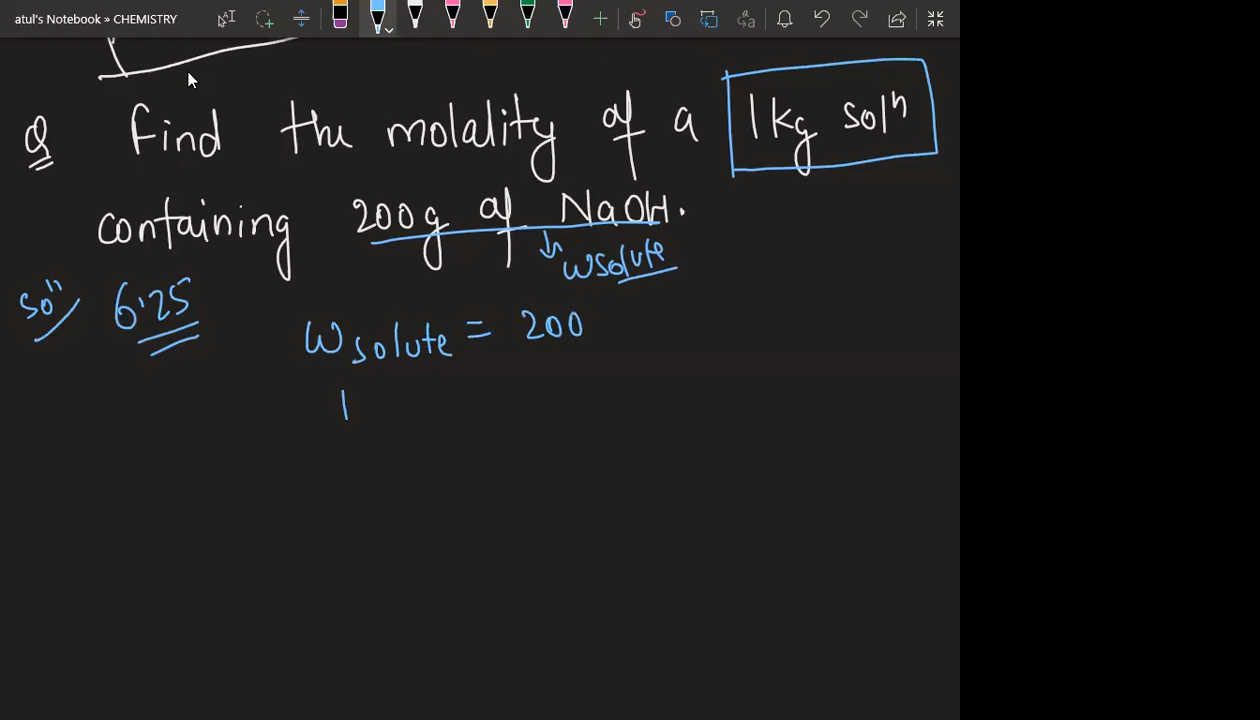 atul's Notebook » CHEMISTRY
Q Find the molality of a 1kg solⁿ
containing 200g of NaOH.
Wsolute
Solⁿ 6.25
Wsolute = 200